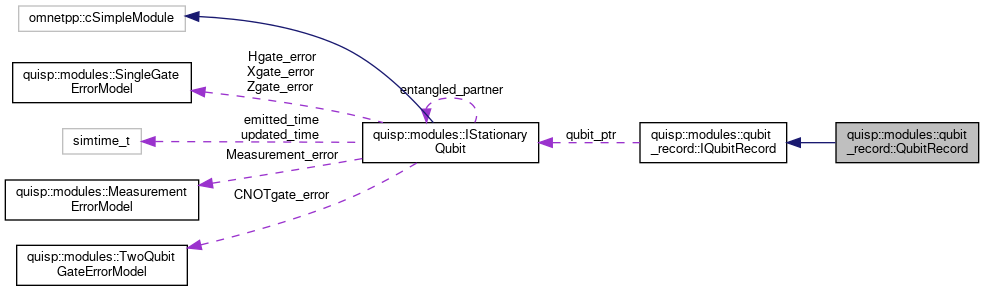 omnetpp::cSimpleModule
quisp::modules::SingleGate
ErrorModel
simtime_t
quisp::modules::Measurement
ErrorModel
quisp::modules::TwoQubit
GateErrorModel
Hgate_error
Xgate_error
Zgate_error
emitted_time
updated_time
Measurement_error
CNOTgate_error
entangled_partner
quisp::modules::IStationary
Qubit
qubit_ptr
quisp::modules::qubit
_record::IQubitRecord
quisp::modules::qubit
_record::QubitRecord